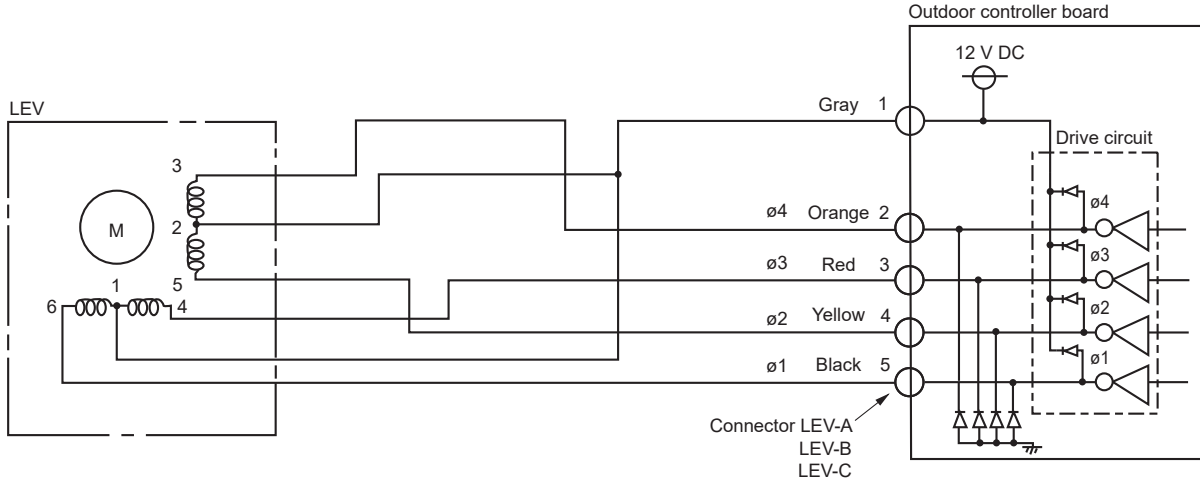 Outdoor controller board
12 V DC
LEV
Gray 1
Drive circuit
3
ø4
2
ø4 Orange 2
M
ø3
ø3 Red 3
5
1
6
4
ø2
ø2 Yellow 4
ø1
ø1 Black 5
Connector LEV-A
LEV-B
LEV-C